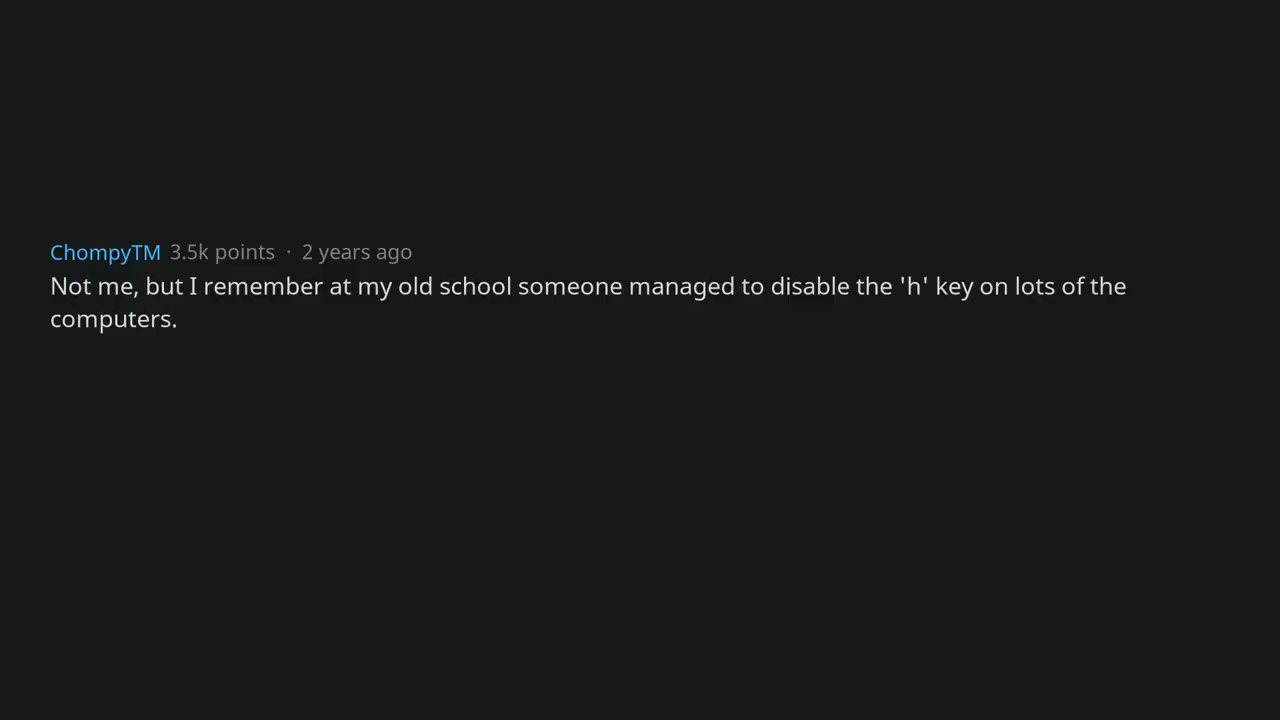 ChompyTM 3.5k points · 2 years ago
Not me, but I remember at my old school someone managed to disable the 'h' key on lots of the
computers.